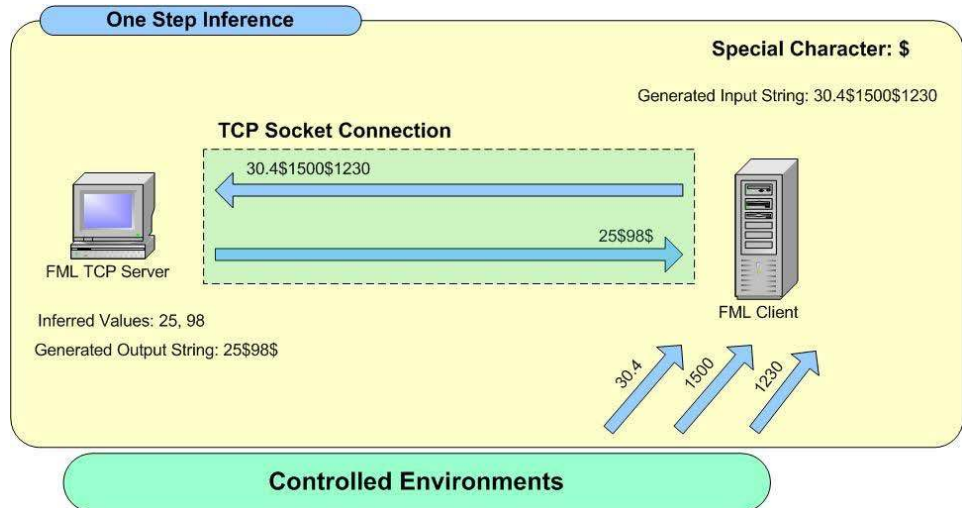 One Step Inference
Special Character: $
Generated Input String: 30.4$1500$1230
TCP Socket Connection
30.4$1500$1230
25$98$
FML TCP Server
FML Client
Inferred Values: 25, 98
Generated Output String: 25$98$
30.4
1500
1230
Controlled Environments